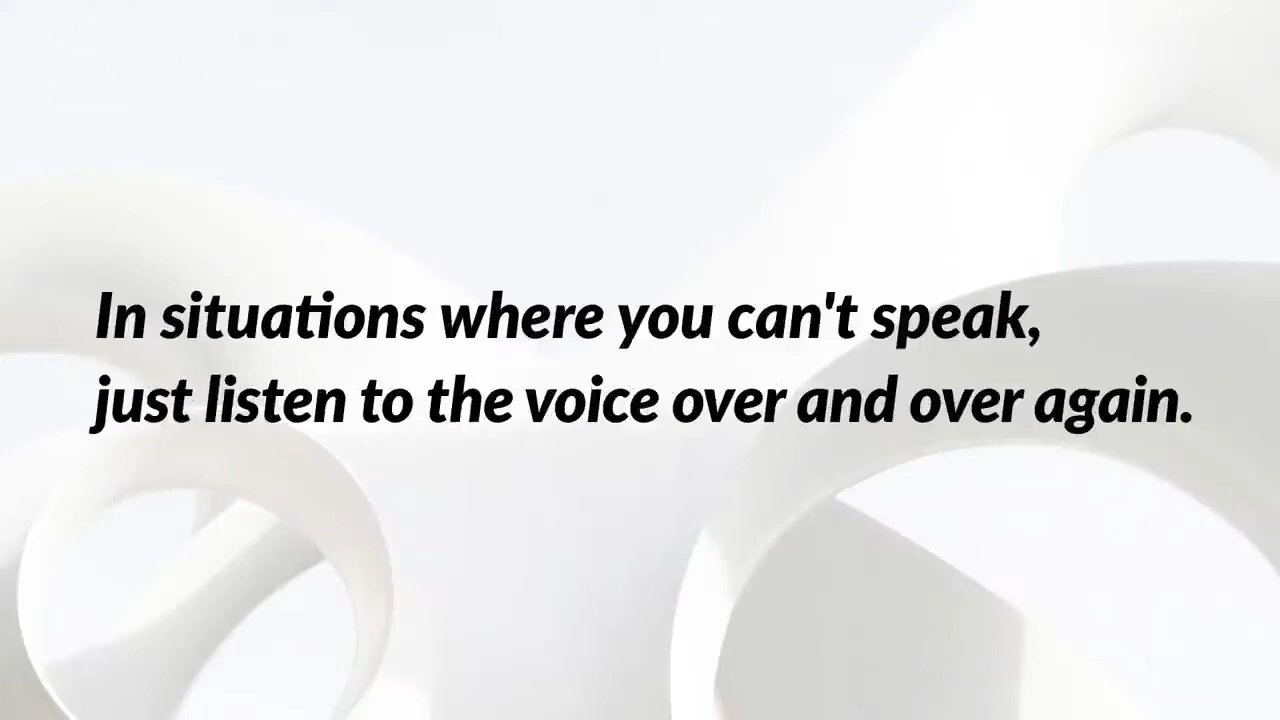 In situations where you can't speak,
just listen to the voice over and over again.